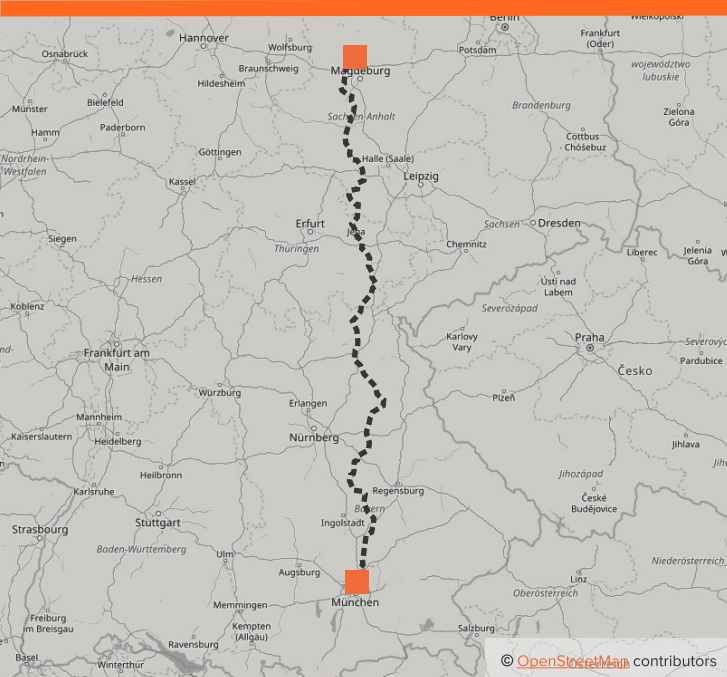 Berlin
Wielkopolski
Hannover
Wolfsburg
Frankfurt
(Oder)
Osnabrück
Potsdam
Braunschweig
Magdeburg
województwo
lubuskie
Hildesheim
Münster
Bielefeld
Brandenburg
Zielona
Góra
Sachsen-Anhalt
Hamm
Paderborn
Cottbus
- Chóśebuz
Göttingen
Halle (Saale)
Nordrhein-
Westfalen
Kassel
Leipzig
Erfurt
Jena
Sachsen
Dresden
Siegen
Thüringen
Chemnitz
Liberec
Jelenia
Góra
Hessen
Ústí nad
Labem
Koblenz
Severozápad
Karlovy
Vary
Praha
Severovýc
Frankfurt am
Main
Pardubice
Česko
Würzburg
Plzeň
Erlangen
Mannheim
Kaiserslautern
Heidelberg
Nürnberg
Jihlava
Heilbronn
Jihozápad
Karlsruhe
Regensburg
České
Budějovice
Bayern
Strasbourg
Stuttgart
Ingolstadt
Baden-Württemberg
Ulm
Niederösterreich
Augsburg
Linz
Oberösterreich
Memmingen
München
Freiburg
im Breisgau
Kempten
(Allgäu)
Salzburg
Ravensburg
Basel
Winterthur
© OpenStreetMap contributors